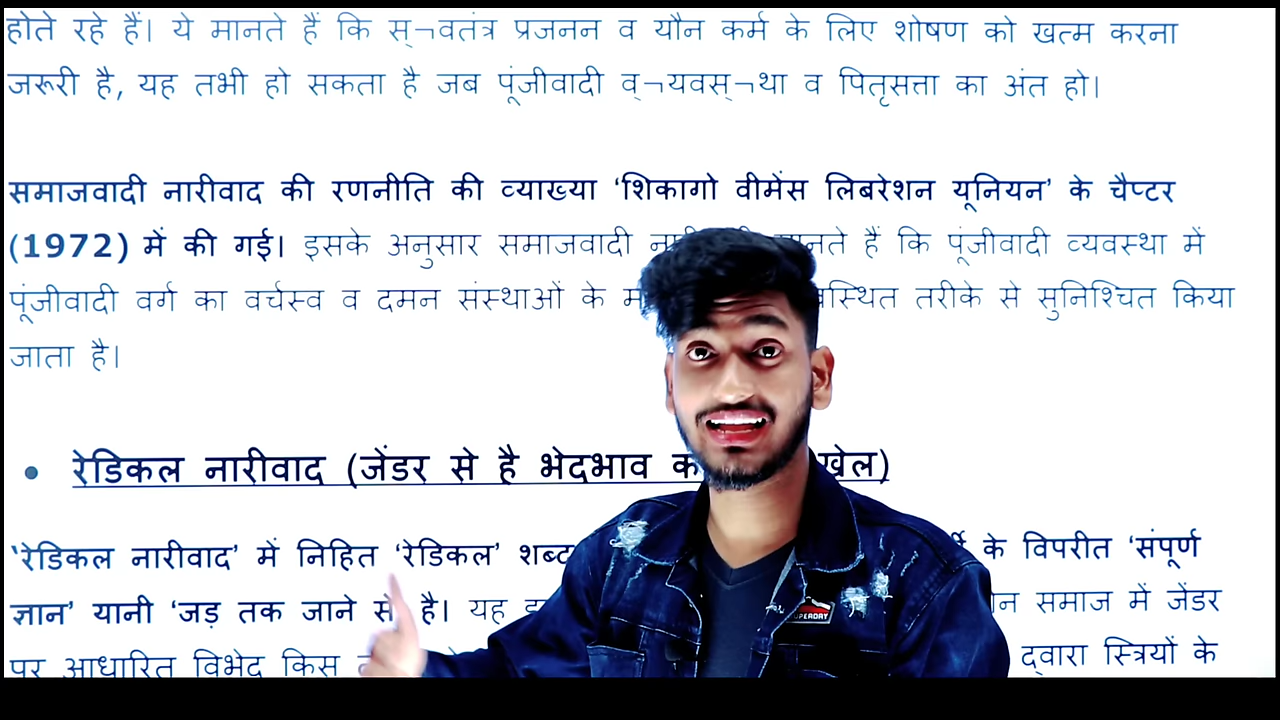 होते रहे हैं। ये मानते हैं कि स्¬वतंत्र प्रजनन व यौन कर्म के लिए शोषण को खत्म करना
जरूरी है, यह तभी हो सकता है जब पूंजीवादी व्¬यवस्¬था व पितृसत्ता का अंत हो।
समाजवादी नारीवाद की रणनीति की व्याख्या ‘शिकागो वीमेंस लिबरेशन यूनियन’ के चैप्टर
(1972) में की गई। इसके अनुसार समाजवादी मानते हैं कि पूंजीवादी व्यवस्था में
पूंजीवादी वर्ग का वर्चस्व व दमन संस्थाओं के तरीके से सुनिश्चित किया
जाता है।
• रेडिकल नारीवाद (जेंडर से है भेदभाव खेल)
‘रेडिकल नारीवाद’ में निहित ‘रेडिकल’ शब्द के विपरीत ‘संपूर्ण
ज्ञान’ यानी ‘जड़ तक जाने से है। यह समाज में जेंडर
पर आधारित विभेद किस द्वारा स्त्रियों के
SUPERDRY